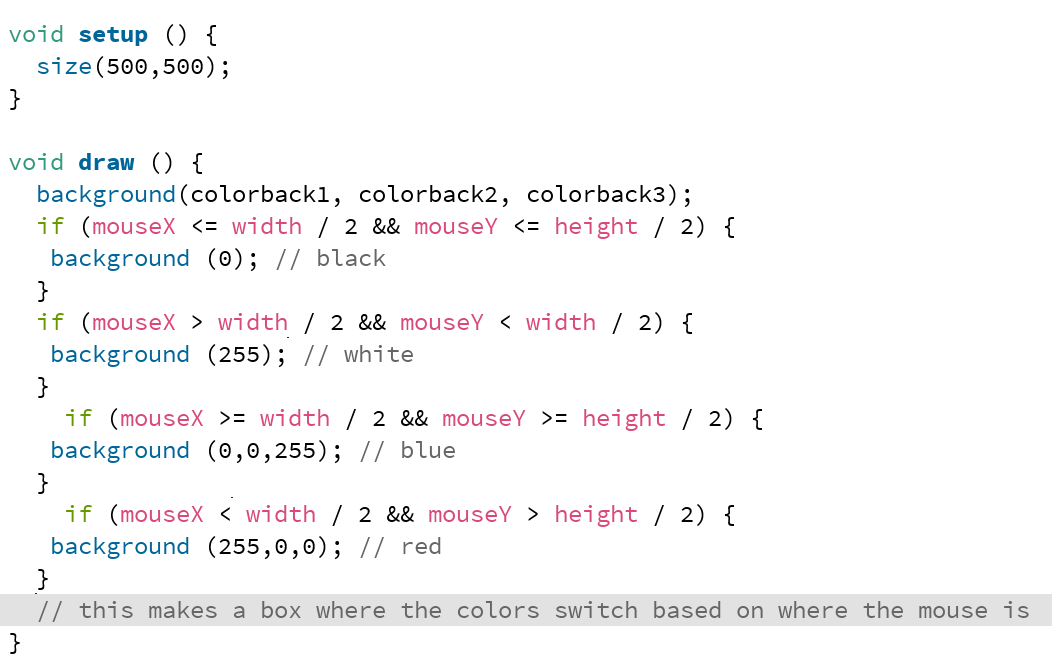 void setup () {
  size(500,500);
}

void draw () {
  background(colorback1, colorback2, colorback3);
  if (mouseX <= width / 2 && mouseY <= height / 2) {
   background (0); // black
  }
  if (mouseX > width / 2 && mouseY < width / 2) {
   background (255); // white
  }
    if (mouseX >= width / 2 && mouseY >= height / 2) {
   background (0,0,255); // blue
  }
    if (mouseX < width / 2 && mouseY > height / 2) {
   background (255,0,0); // red
  }
  // this makes a box where the colors switch based on where the mouse is
}